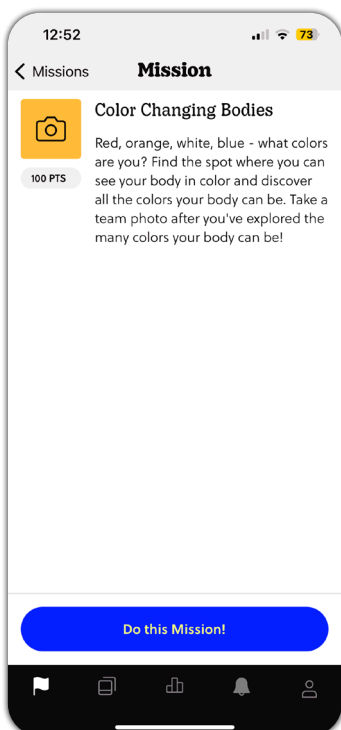 12:52
73
Missions
Mission
Color Changing Bodies
100 PTS
Red, orange, white, blue - what colors
are you? Find the spot where you can
see your body in color and discover
all the colors your body can be. Take a
team photo after you've explored the
many colors your body can be!
Do this Mission!